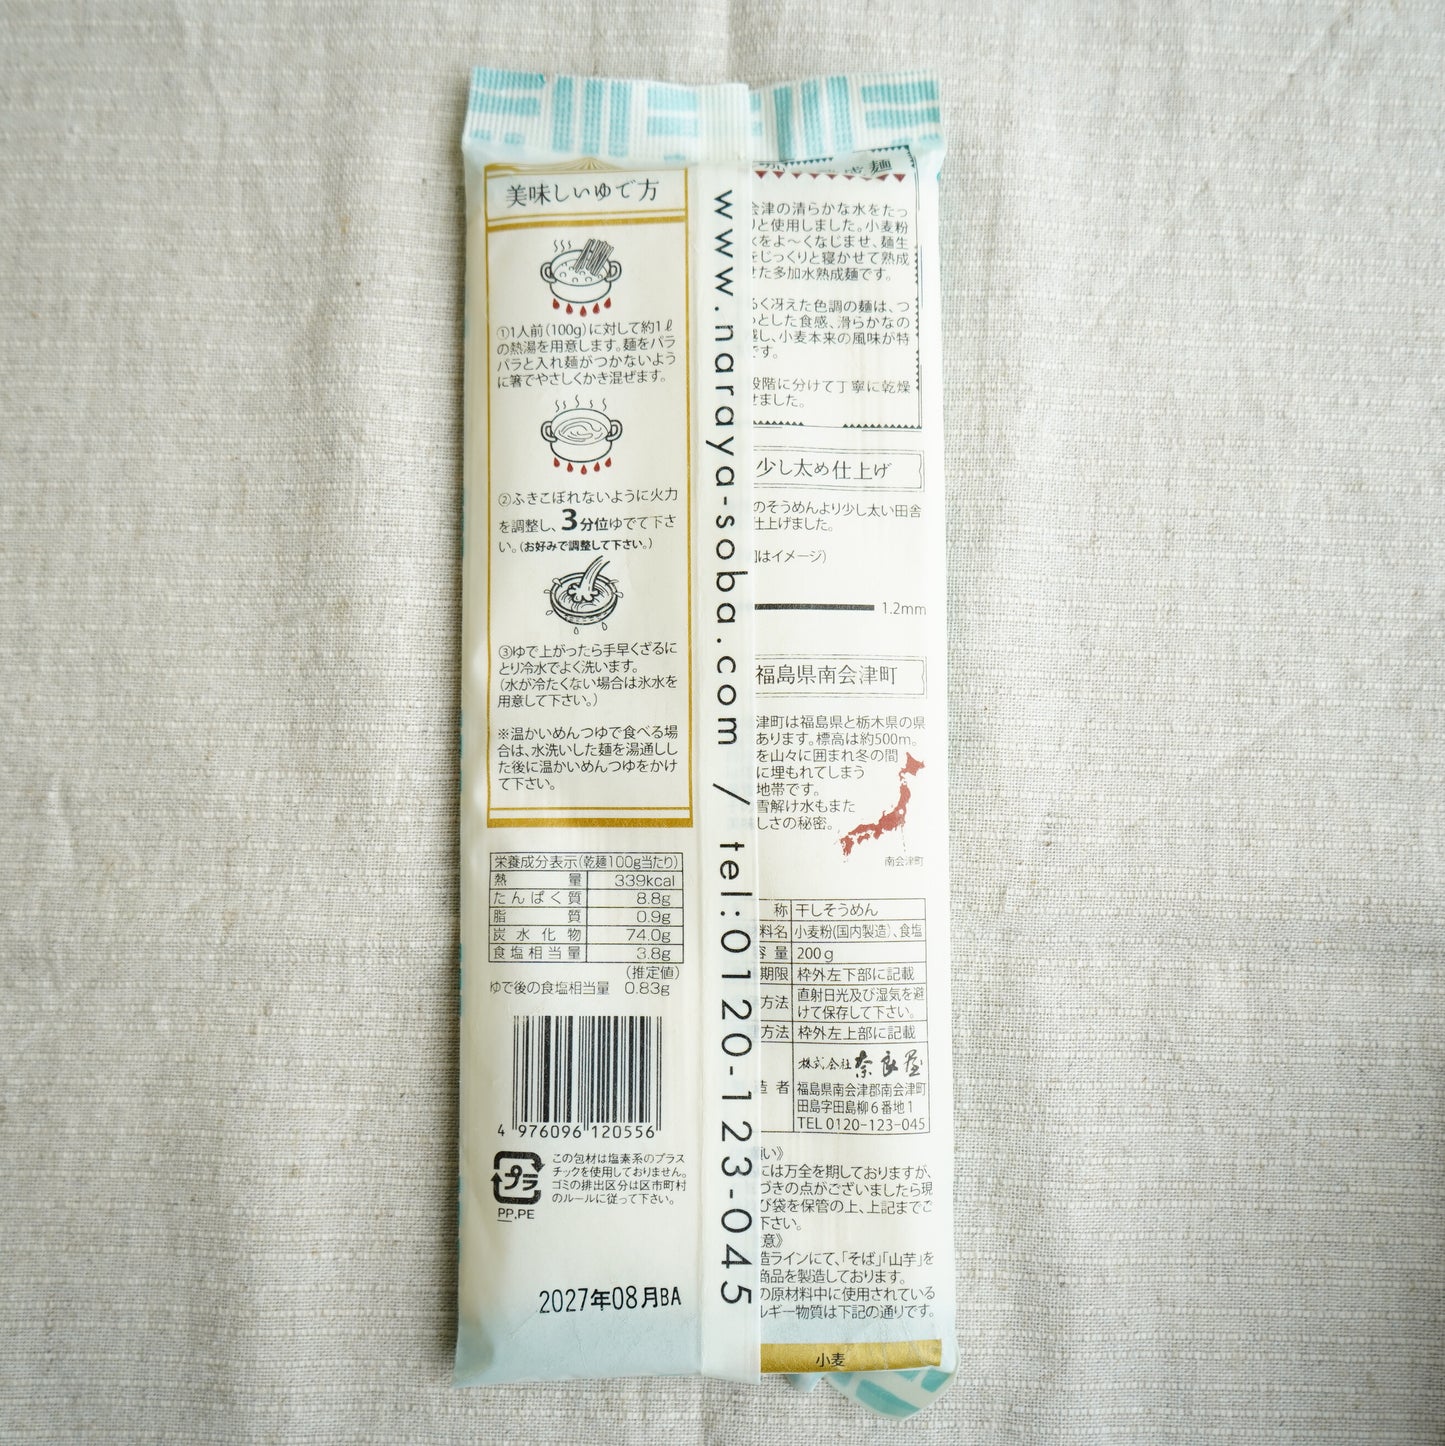 美味しいゆで方
①1人前(100g)に対して約1ℓ
の熱湯を用意します。麺をパラ
パラと入れ麺がつかないよう
に箸でやさしくかき混ぜます。
②ふきこぼれないように火力
を調整し、3分位ゆでて下さ
い。(お好みで調整して下さい。)
③ゆで上がったら手早くざるに
とり冷水でよく洗います。
(水が冷たくない場合は氷水を
用意して下さい。)
※温かいめんつゆで食べる場
合は、水洗いした麺を湯通しし
た後に温かいめんつゆをかけ
て下さい。
栄養成分表示(乾麺100g当たり)
熱量 339kcal
たんぱく質 8.8g
脂質 0.9g
炭水化物 74.0g
食塩相当量 3.8g
(推定値)
ゆで後の食塩相当量 0.83g
4 976096 120556
プラ
この包材は塩素系のプラス
チックを使用しておりません。
ゴミの排出区分は区市町村
のルールに従って下さい。
PP,PE
2027年08月BA
www.naraya-soba.com / tel:0120-123-045
成麺
会津の清らかな水をたっ
りと使用しました。小麦粉
をよ〜くなじませ、麺生
をじっくりと寝かせて熟成
せた多加水熟成麺です。
るく冴えた色調の麺は、つ
っとした食感、滑らかなの
越し、小麦本来の風味が特
です。
段階に分けて丁寧に乾燥
せました。
少し太め仕上げ
のそうめんより少し太い田舎
仕上げました。
はイメージ)
1.2mm
福島県南会津町
津町は福島県と栃木県の県
あります。標高は約500m。
を山々に囲まれ冬の間
に埋もれてしまう
地帯です。
雪解け水もまた
しさの秘密。
南会津町
称 干しそうめん
料名 小麦粉(国内製造)、食塩
容量 200g
期限 枠外左下部に記載
方法 直射日光及び湿気を避
けて保存して下さい。
方法 枠外左上部に記載
造者 株式会社奈良屋
福島県南会津郡南会津町
田島字田島柳6番地1
TEL 0120-123-045
願い》
には万全を期しておりますが、
づきの点がございましたら現
び袋を保管の上、上記までご
下さい。
意》
造ラインにて、「そば」「山芋」を
商品を製造しております。
の原材料中に使用されている
ルギー物質は下記の通りです。
小麦